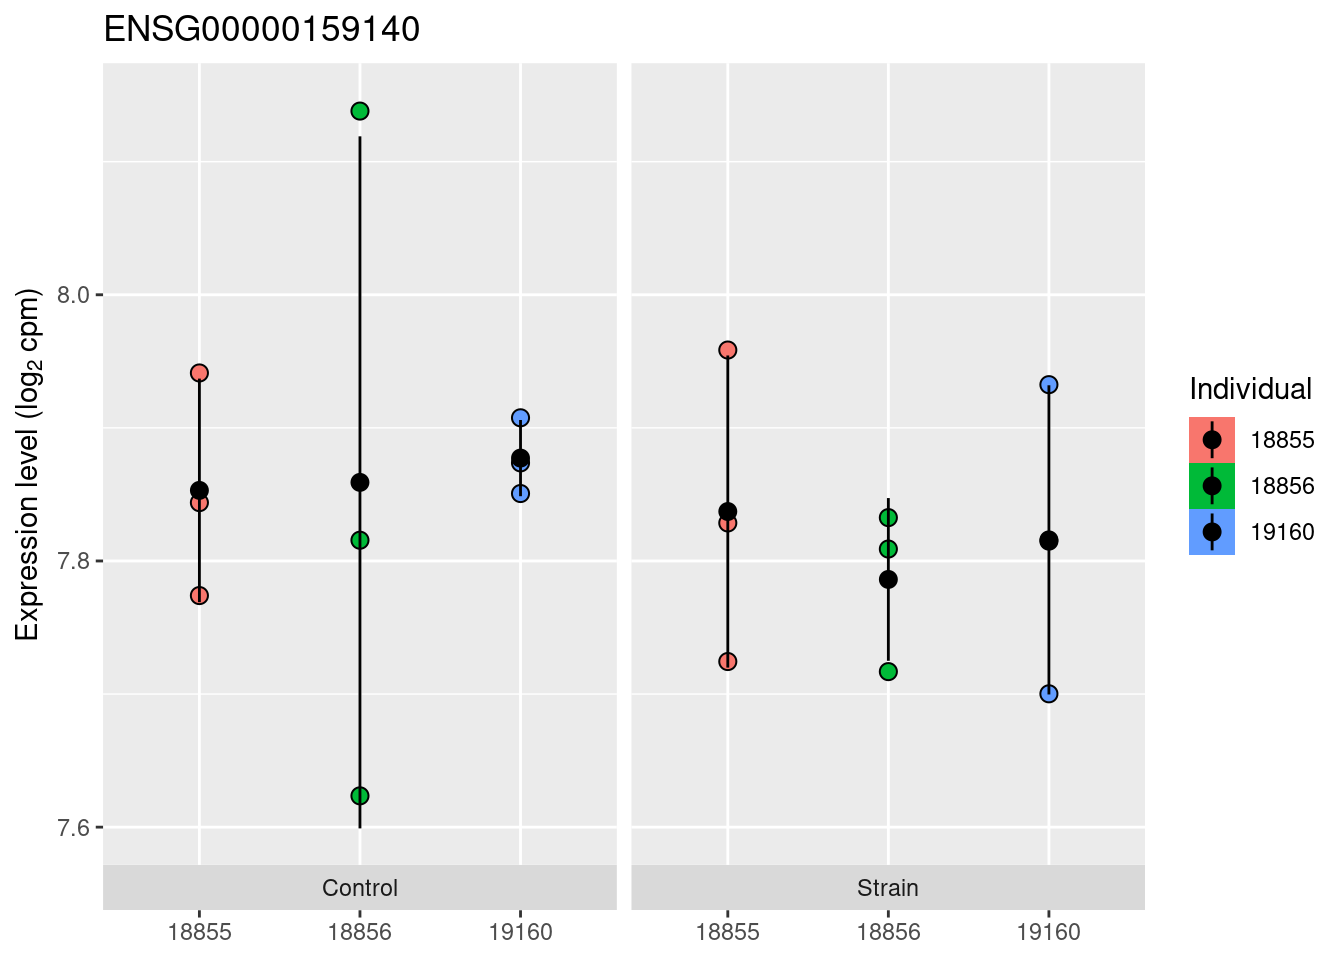 ENSG00000159140
Expression level (log₂ cpm)
8.0
7.8
7.6
Control
Strain
18855
18856
19160
18855
18856
19160
Individual
18855
18856
19160